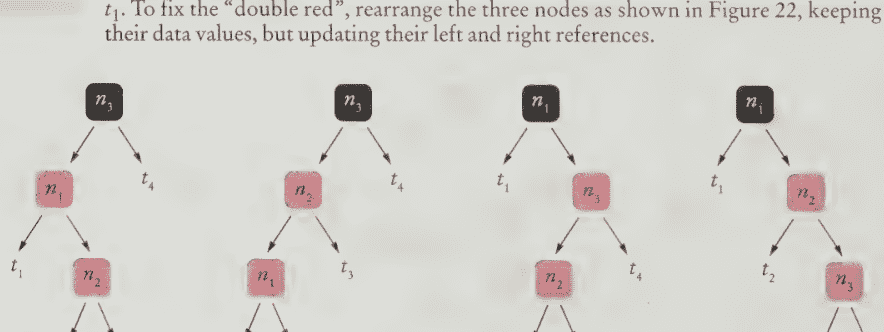 t₁. To fix the “double red”, rearrange the three nodes as shown in Figure 22, keeping
their data values, but updating their left and right references.
n₃ n₃ n₁ n₁
n₁ t₄ n₂ t₄ t₁ n₃ t₁ n₂
t₁ n₂ n₁ t₃ n₂ t₄ t₂ n₃